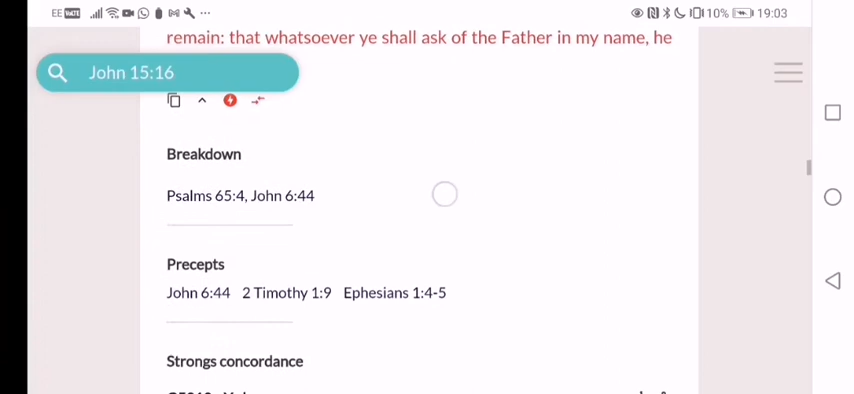 EE VoLTE 10% 19:03
remain: that whatsoever ye shall ask of the Father in my name, he
John 15:16
Breakdown
Psalms 65:4, John 6:44
Precepts
John 6:44 2 Timothy 1:9 Ephesians 1:4-5
Strongs concordance